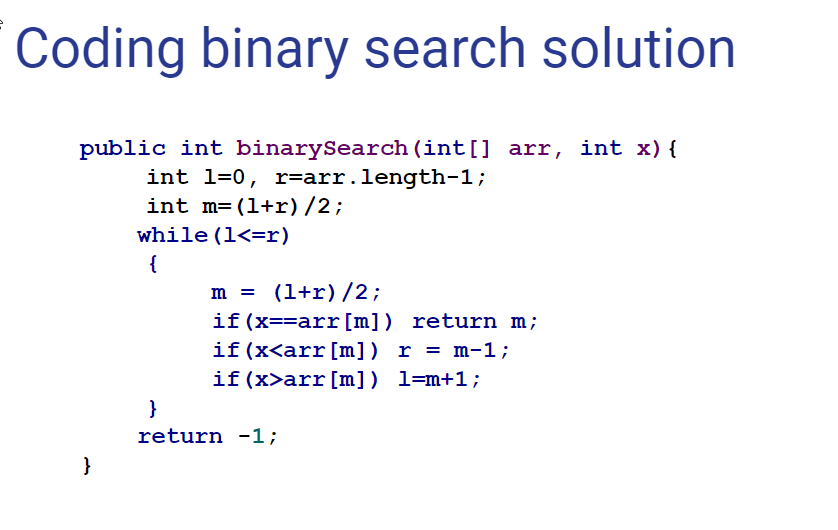 Coding binary search solution
public int binarySearch(int[] arr, int x){
int l=0, r=arr.length-1;
int m=(l+r)/2;
while(l<=r)
{
m = (l+r)/2;
if(x==arr[m]) return m;
if(x<arr[m]) r = m-1;
if(x>arr[m]) l=m+1;
}
return -1;
}